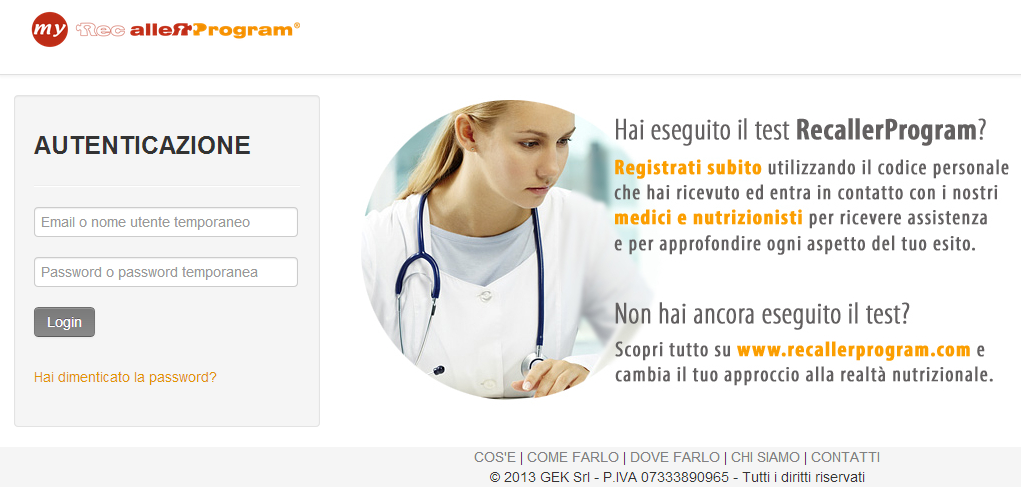 my RecallerProgram®
AUTENTICAZIONE
Email o nome utente temporaneo
Password o password temporanea
Login
Hai dimenticato la password?
Hai eseguito il test RecallerProgram?
Registrati subito utilizzando il codice personale
che hai ricevuto ed entra in contatto con i nostri
medici e nutrizionisti per ricevere assistenza
e per approfondire ogni aspetto del tuo esito.
Non hai ancora eseguito il test?
Scopri tutto su www.recallerprogram.com e
cambia il tuo approccio alla realtà nutrizionale.
COS'E | COME FARLO | DOVE FARLO | CHI SIAMO | CONTATTI
© 2013 GEK Srl - P.IVA 07333890965 - Tutti i diritti riservati